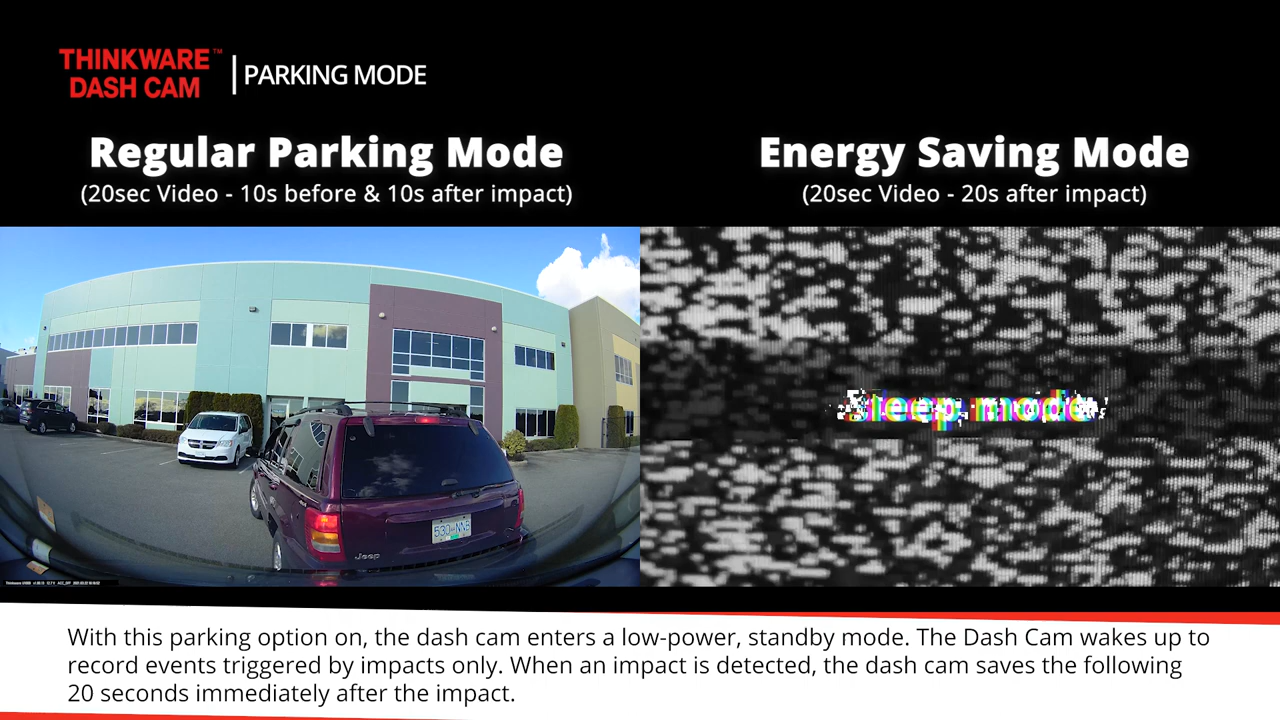 THINKWARE™
DASH CAM
PARKING MODE
Regular Parking Mode
(20sec Video - 10s before & 10s after impact)
Energy Saving Mode
(20sec Video - 20s after impact)
sleep mode
530 NNB
Jeep
With this parking option on, the dash cam enters a low-power, standby mode. The Dash Cam wakes up to
record events triggered by impacts only. When an impact is detected, the dash cam saves the following
20 seconds immediately after the impact.